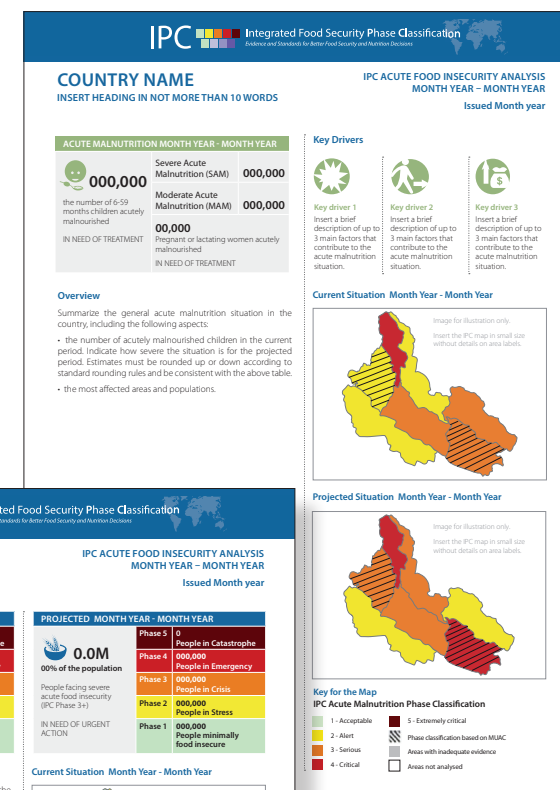 IPC Integrated Food Security Phase Classification
Evidence and Standards for Better Food Security and Nutrition Decisions
COUNTRY NAME
INSERT HEADING IN NOT MORE THAN 10 WORDS
IPC ACUTE FOOD INSECURITY ANALYSIS
MONTH YEAR – MONTH YEAR
Issued Month year
ACUTE MALNUTRITION MONTH YEAR - MONTH YEAR
000,000
the number of 6-59
months children acutely
malnourished
IN NEED OF TREATMENT
Severe Acute
Malnutrition (SAM) 000,000
Moderate Acute
Malnutrition (MAM) 000,000
00,000
Pregnant or lactating women acutely
malnourished
IN NEED OF TREATMENT
Overview
Summarize the general acute malnutrition situation in the
country, including the following aspects:
• the number of acutely malnourished children in the current
period. Indicate how severe the situation is for the projected
period. Estimates must be rounded up or down according to
standard rounding rules and be consistent with the above table.
• the most affected areas and populations.
Key Drivers
Key driver 1
Insert a brief
description of up to
3 main factors that
contribute to the
acute malnutrition
situation.
Key driver 2
Insert a brief
description of up to
3 main factors that
contribute to the
acute malnutrition
situation.
Key driver 3
Insert a brief
description of up to
3 main factors that
contribute to the
acute malnutrition
situation.
Current Situation Month Year - Month Year
Image for illustration only.
Insert the IPC map in small size
without details on area labels.
Projected Situation Month Year - Month Year
Image for illustration only.
Insert the IPC map in small size
without details on area labels.
Key for the Map
IPC Acute Malnutrition Phase Classification
1 - Acceptable
2 - Alert
3 - Serious
4 - Critical
5 - Extremely critical
Phase classification based on MUAC
Areas with inadequate evidence
Areas not analysed
ted Food Security Phase Classification
tandards for Better Food Security and Nutrition Decisions
IPC ACUTE FOOD INSECURITY ANALYSIS
MONTH YEAR – MONTH YEAR
Issued Month year
PROJECTED MONTH YEAR - MONTH YEAR
0.0M
00% of the population
People facing severe
acute food insecurity
(IPC Phase 3+)
IN NEED OF URGENT
ACTION
Phase 5 0
People in Catastrophe
Phase 4 000,000
People in Emergency
Phase 3 000,000
People in Crisis
Phase 2 000,000
People in Stress
Phase 1 000,000
People minimally
food insecure
Current Situation Month Year - Month Year
the